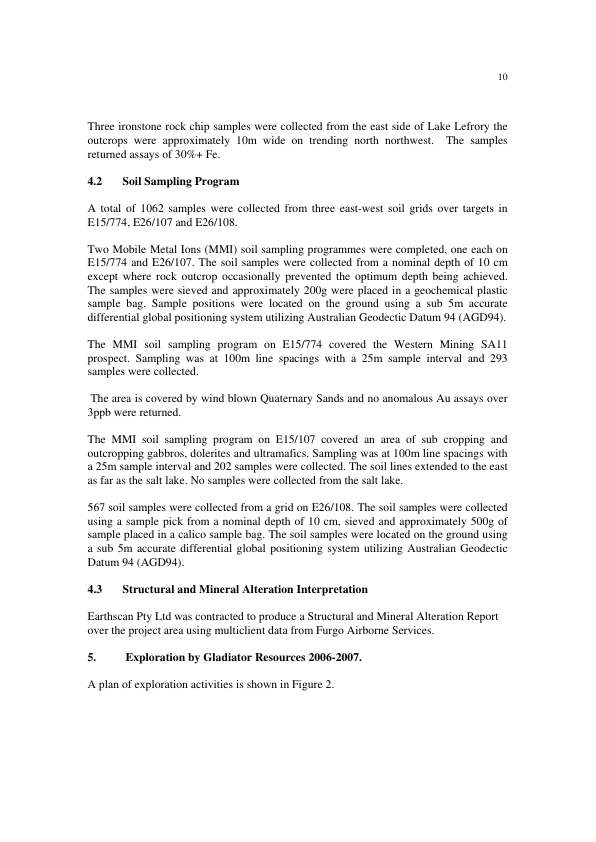 10
Three ironstone rock chip samples were collected from the east side of Lake Lefrory the
outcrops were approximately 10m wide on trending north northwest.  The samples
returned assays of 30%+ Fe.
4.2 Soil Sampling Program
A total of 1062 samples were collected from three east-west soil grids over targets in
E15/774, E26/107 and E26/108.
Two Mobile Metal Ions (MMI) soil sampling programmes were completed, one each on
E15/774 and E26/107. The soil samples were collected from a nominal depth of 10 cm
except where rock outcrop occasionally prevented the optimum depth being achieved.
The samples were sieved and approximately 200g were placed in a geochemical plastic
sample bag. Sample positions were located on the ground using a sub 5m accurate
differential global positioning system utilizing Australian Geodectic Datum 94 (AGD94).
The MMI soil sampling program on E15/774 covered the Western Mining SA11
prospect. Sampling was at 100m line spacings with a 25m sample interval and 293
samples were collected.
The area is covered by wind blown Quaternary Sands and no anomalous Au assays over
3ppb were returned.
The MMI soil sampling program on E15/107 covered an area of sub cropping and
outcropping gabbros, dolerites and ultramafics. Sampling was at 100m line spacings with
a 25m sample interval and 202 samples were collected. The soil lines extended to the east
as far as the salt lake. No samples were collected from the salt lake.
567 soil samples were collected from a grid on E26/108. The soil samples were collected
using a sample pick from a nominal depth of 10 cm, sieved and approximately 500g of
sample placed in a calico sample bag. The soil samples were located on the ground using
a sub 5m accurate differential global positioning system utilizing Australian Geodectic
Datum 94 (AGD94).
4.3 Structural and Mineral Alteration Interpretation
Earthscan Pty Ltd was contracted to produce a Structural and Mineral Alteration Report
over the project area using multiclient data from Furgo Airborne Services.
5. Exploration by Gladiator Resources 2006-2007.
A plan of exploration activities is shown in Figure 2.